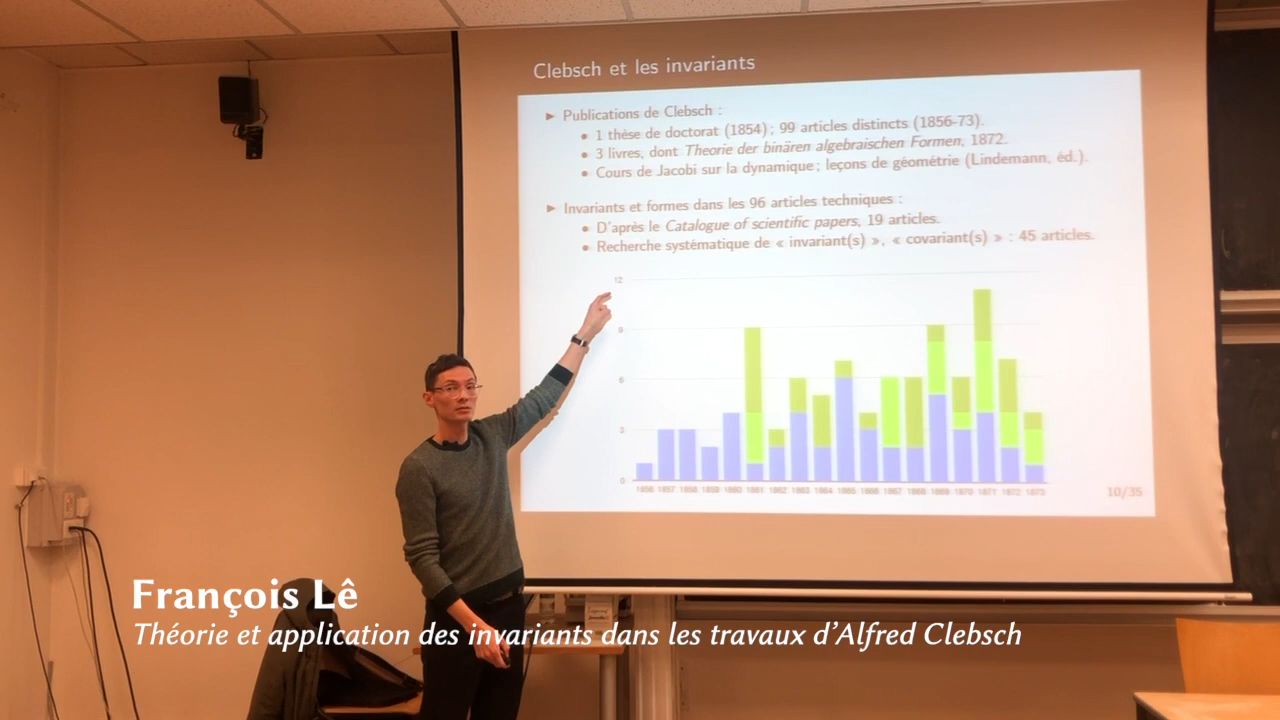 Clebsch et les invariants
► Publications de Clebsch :
• 1 thèse de doctorat (1854) ; 99 articles distincts (1856-73).
• 3 livres, dont Theorie der binären algebraischen Formen, 1872.
• Cours de Jacobi sur la dynamique ; leçons de géométrie (Lindemann, éd.).
► Invariants et formes dans les 96 articles techniques :
• D'après le Catalogue of scientific papers, 19 articles.
• Recherche systématique de « invariant(s) », « covariant(s) » : 45 articles.
12
9
6
3
0
1856 1857 1858 1859 1860 1861 1862 1863 1864 1865 1866 1867 1868 1869 1870 1871 1872 1873
10/35
François Lê
Théorie et application des invariants dans les travaux d'Alfred Clebsch